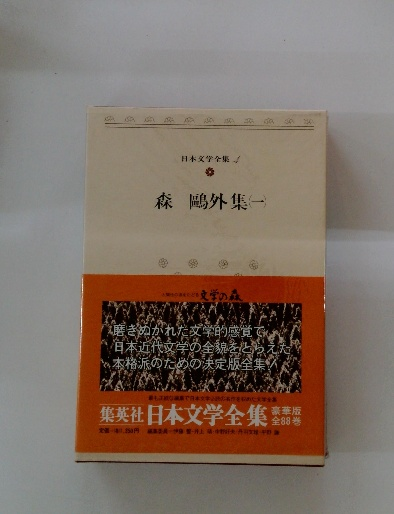 日本文学全集 4
森 鷗外集(一)
文学の森
磨きぬかれた文学的感覚で
日本近代文学の全貌をとらえた
本格派のための決定版全集!
集英社 日本文学全集 豪華版 全88巻